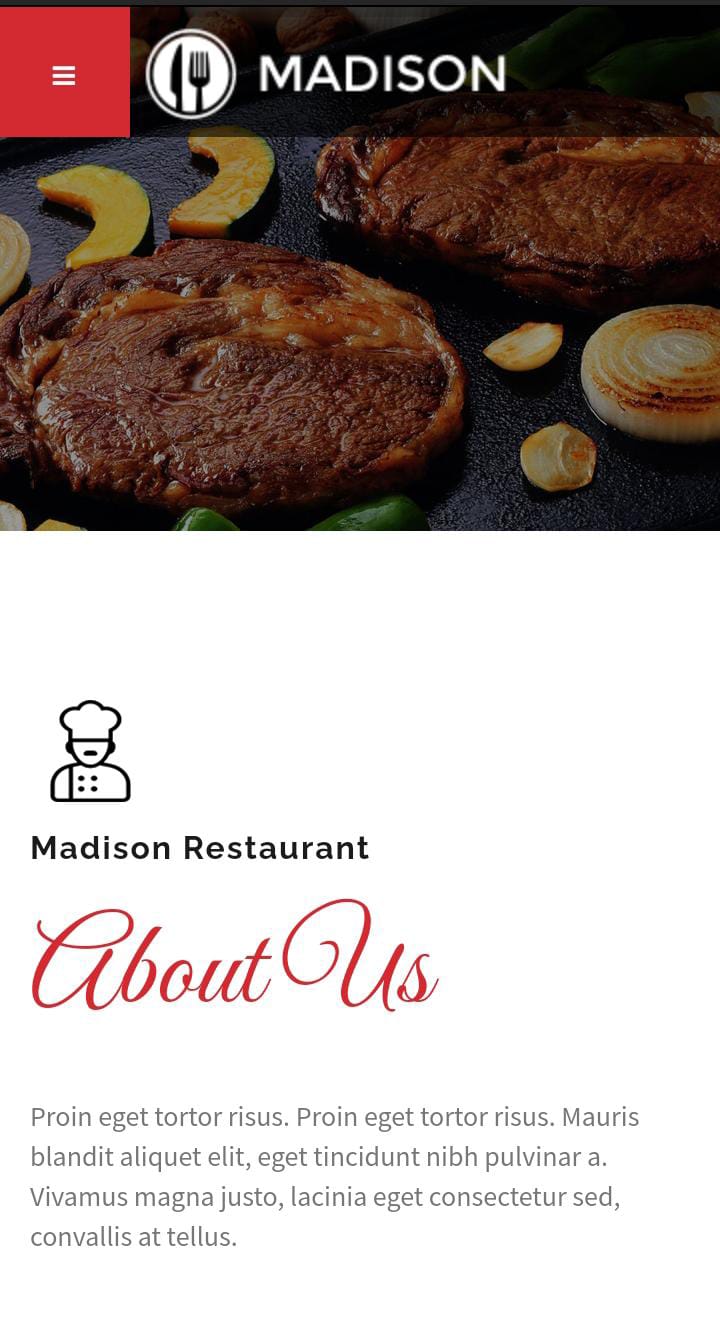 MADISON
Madison Restaurant
About Us
Proin eget tortor risus. Proin eget tortor risus. Mauris
blandit aliquet elit, eget tincidunt nibh pulvinar a.
Vivamus magna justo, lacinia eget consectetur sed,
convallis at tellus.